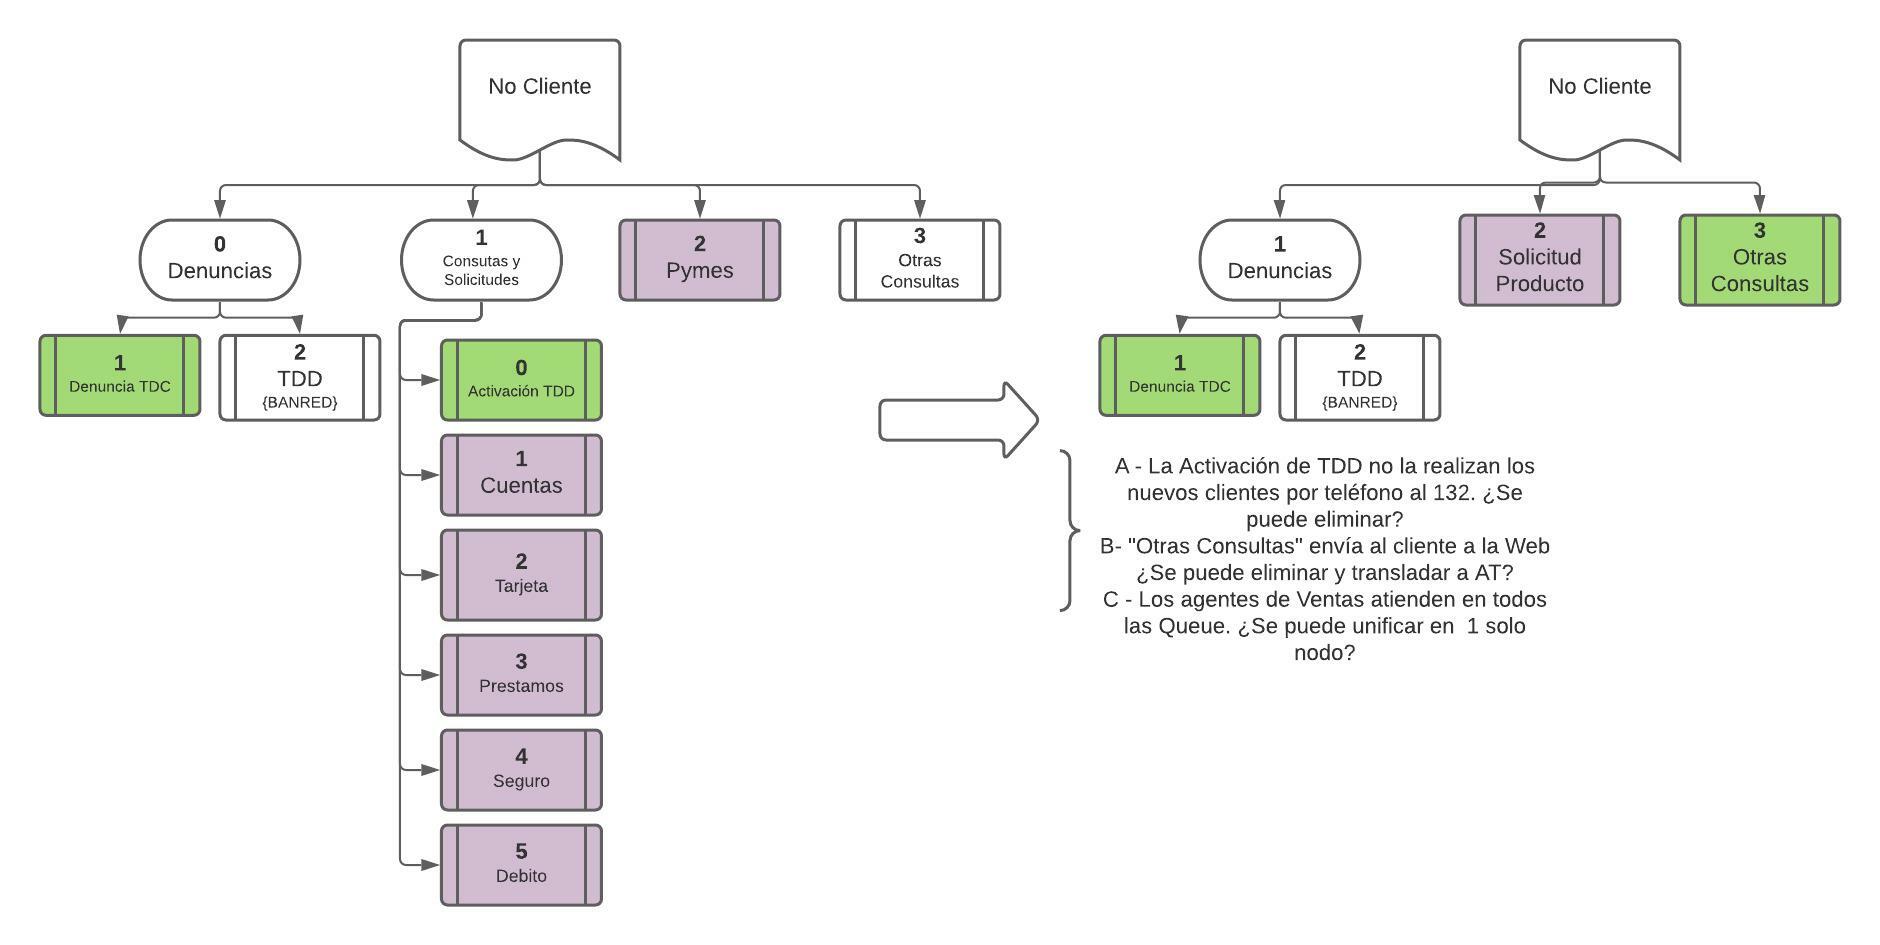 No Cliente
0
Denuncias
1
Consutas y
Solicitudes
2
Pymes
3
Otras
Consultas
1
Denuncia TDC
2
TDD
{BANRED}
0
Activación TDD
1
Cuentas
2
Tarjeta
3
Prestamos
4
Seguro
5
Debito
No Cliente
1
Denuncias
2
Solicitud
Producto
3
Otras
Consultas
1
Denuncia TDC
2
TDD
{BANRED}
A - La Activación de TDD no la realizan los
nuevos clientes por teléfono al 132. ¿Se
puede eliminar?
B- "Otras Consultas" envía al cliente a la Web
¿Se puede eliminar y transladar a AT?
C - Los agentes de Ventas atienden en todos
las Queue. ¿Se puede unificar en  1 solo
nodo?